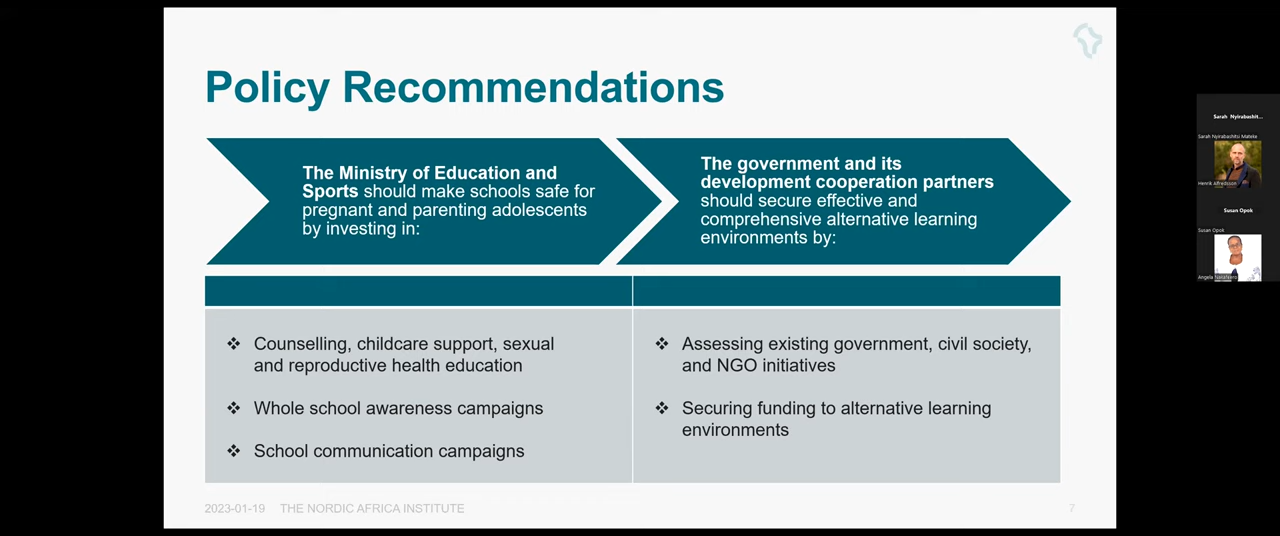 Policy Recommendations
The Ministry of Education and
Sports should make schools safe for
pregnant and parenting adolescents
by investing in:
The government and its
development cooperation partners
should secure effective and
comprehensive alternative learning
environments by:
❖ Counselling, childcare support, sexual
and reproductive health education
❖ Whole school awareness campaigns
❖ School communication campaigns
❖ Assessing existing government, civil society,
and NGO initiatives
❖ Securing funding to alternative learning
environments
2023-01-19 THE NORDIC AFRICA INSTITUTE
7
Sarah Nyirabashit...
Sarah Nyirabashitsi Mateke
Henrik Alfredsson
Susan Opok
Susan Opok
Angela